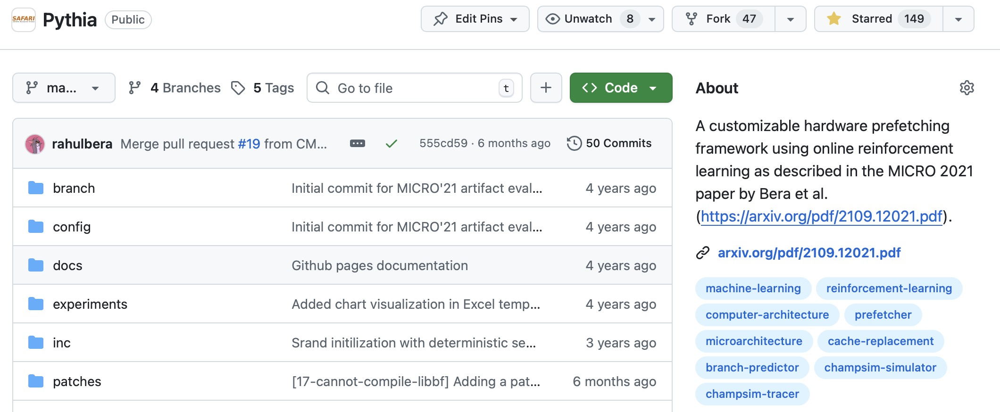 SAFARI Pythia Public Edit Pins Unwatch 8 Fork 47 Starred 149
ma... 4 Branches 5 Tags Go to file t Code About
rahulbera Merge pull request #19 from CM... 555cd59 · 6 months ago 50 Commits
branch Initial commit for MICRO'21 artifact eval... 4 years ago
config Initial commit for MICRO'21 artifact eval... 4 years ago
docs Github pages documentation 4 years ago
experiments Added chart visualization in Excel temp... 4 years ago
inc Srand initilization with deterministic se... 3 years ago
patches [17-cannot-compile-libbf] Adding a pat... 6 months ago
A customizable hardware prefetching
framework using online reinforcement
learning as described in the MICRO 2021
paper by Bera et al.
(https://arxiv.org/pdf/2109.12021.pdf).
arxiv.org/pdf/2109.12021.pdf
machine-learning reinforcement-learning
computer-architecture prefetcher
microarchitecture cache-replacement
branch-predictor champsim-simulator
champsim-tracer